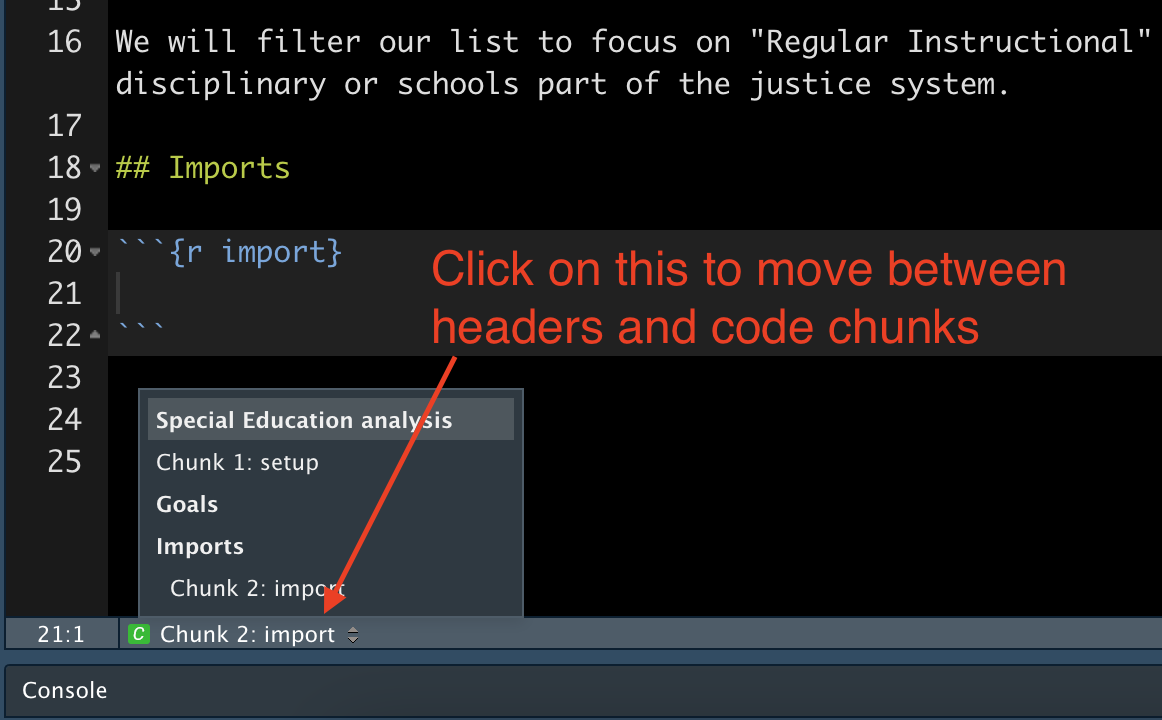 15
16 We will filter our list to focus on "Regular Instructional"
disciplinary or schools part of the justice system.
17
18 ## Imports
19
20 ```{r import}
21
22 ```
Click on this to move between
headers and code chunks
23
24
25
Special Education analysis
Chunk 1: setup
Goals
Imports
Chunk 2: import
21:1 C Chunk 2: import
Console